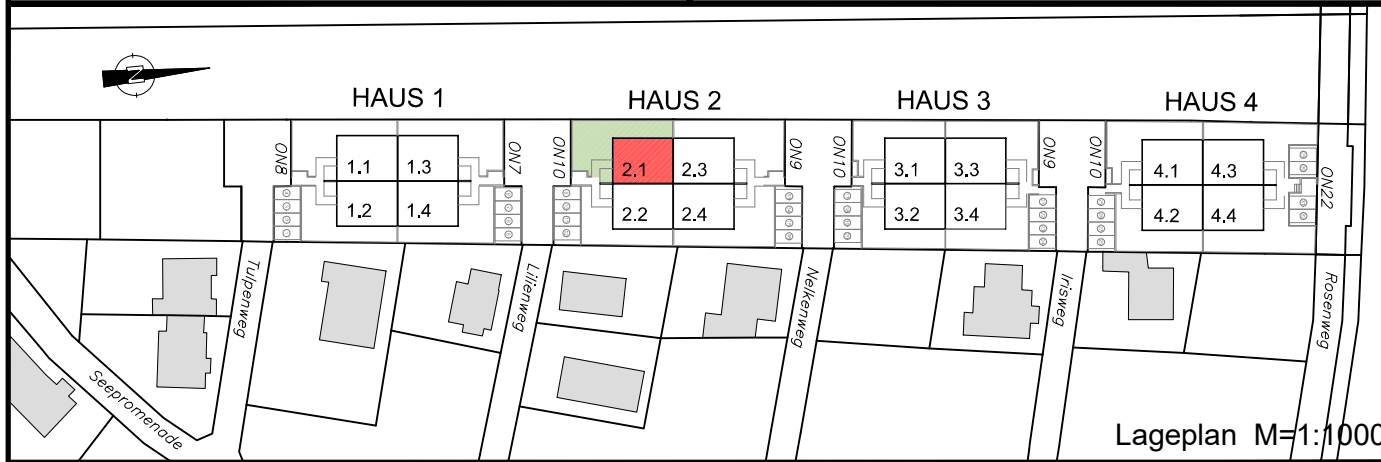 N
HAUS 1
HAUS 2
HAUS 3
HAUS 4
ON8
1.1
1.3
1.2
1.4
ON7
ON10
2.1
2.3
2.2
2.4
ON9
ON10
3.1
3.3
3.2
3.4
ON9
ON10
4.1
4.3
4.2
4.4
ON22
Tulpenweg
Lilienweg
Nelkenweg
Irisweg
Rosenweg
Seepromenade
Lageplan M=1:1000